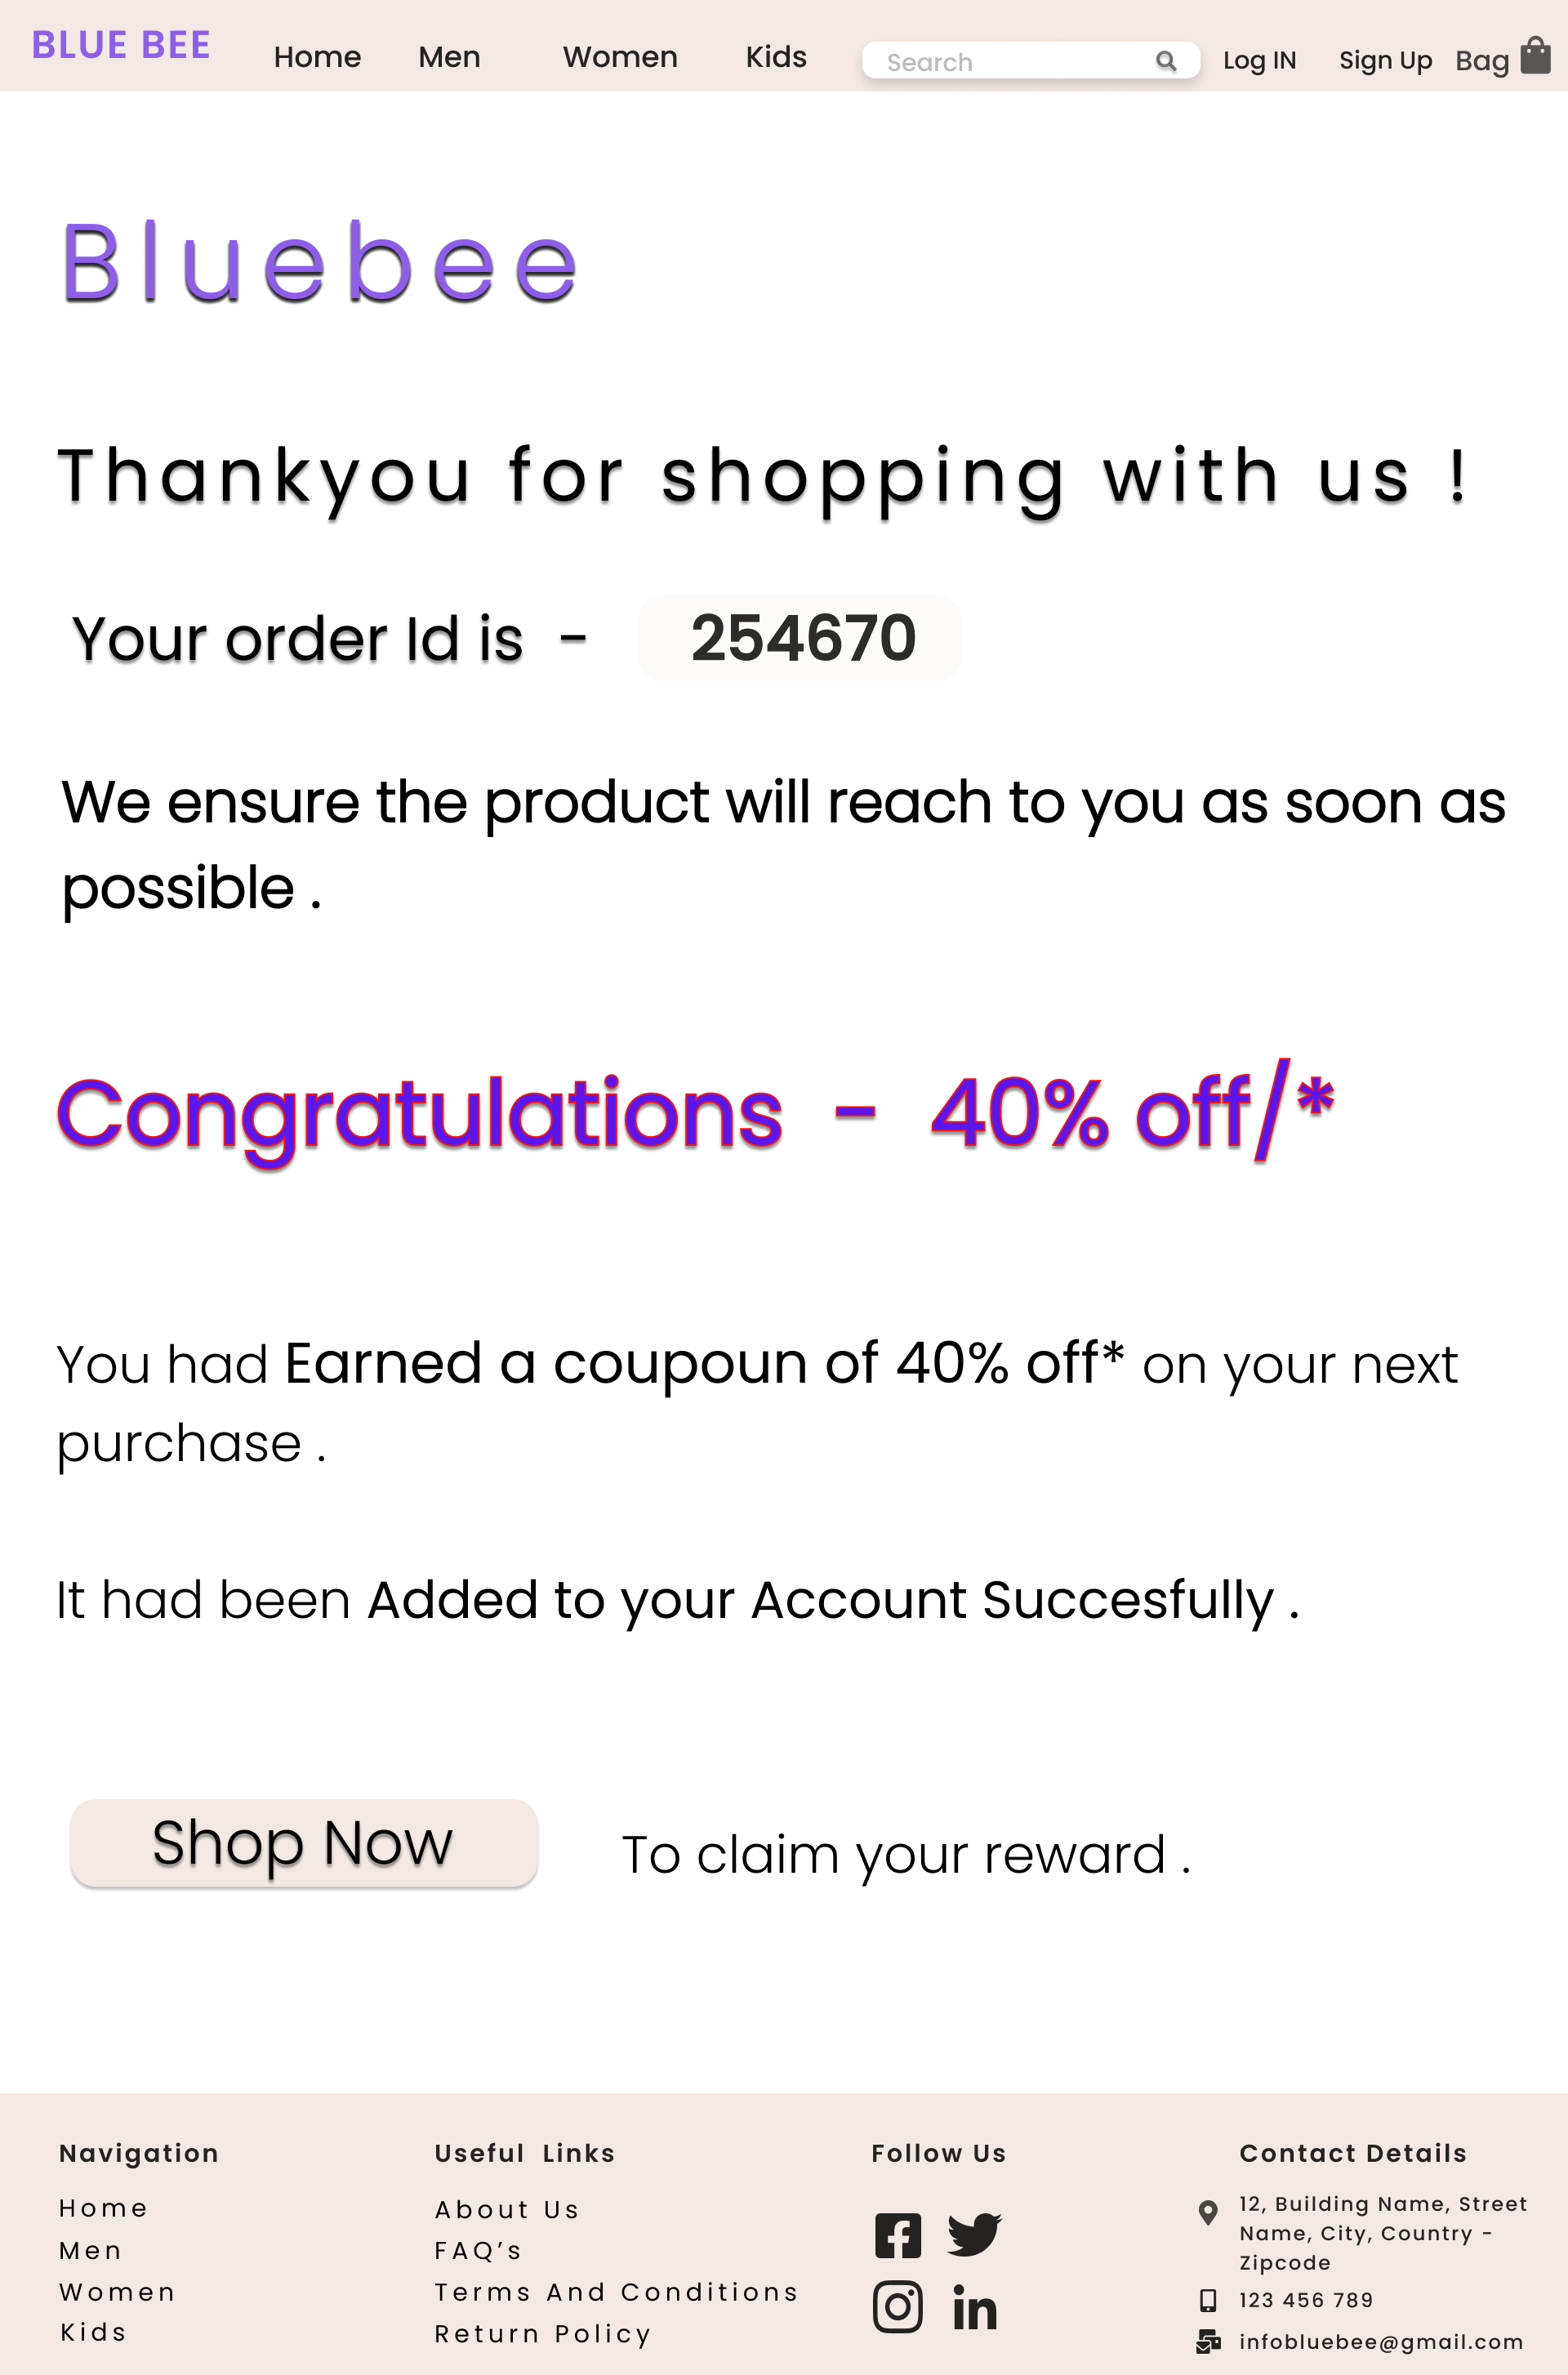 BLUE BEE
Home Men Women Kids Search Log IN Sign Up Bag
Bluebee
Thankyou for shopping with us !
Your order Id is - 254670
We ensure the product will reach to you as soon as
possible .
Congratulations - 40% off/*
You had Earned a coupoun of 40% off* on your next
purchase .
It had been Added to your Account Succesfully .
Shop Now To claim your reward .
Navigation
Home
Men
Women
Kids
Useful Links
About Us
FAQ’s
Terms And Conditions
Return Policy
Follow Us
Contact Details
12, Building Name, Street
Name, City, Country -
Zipcode
123 456 789
infobluebee@gmail.com